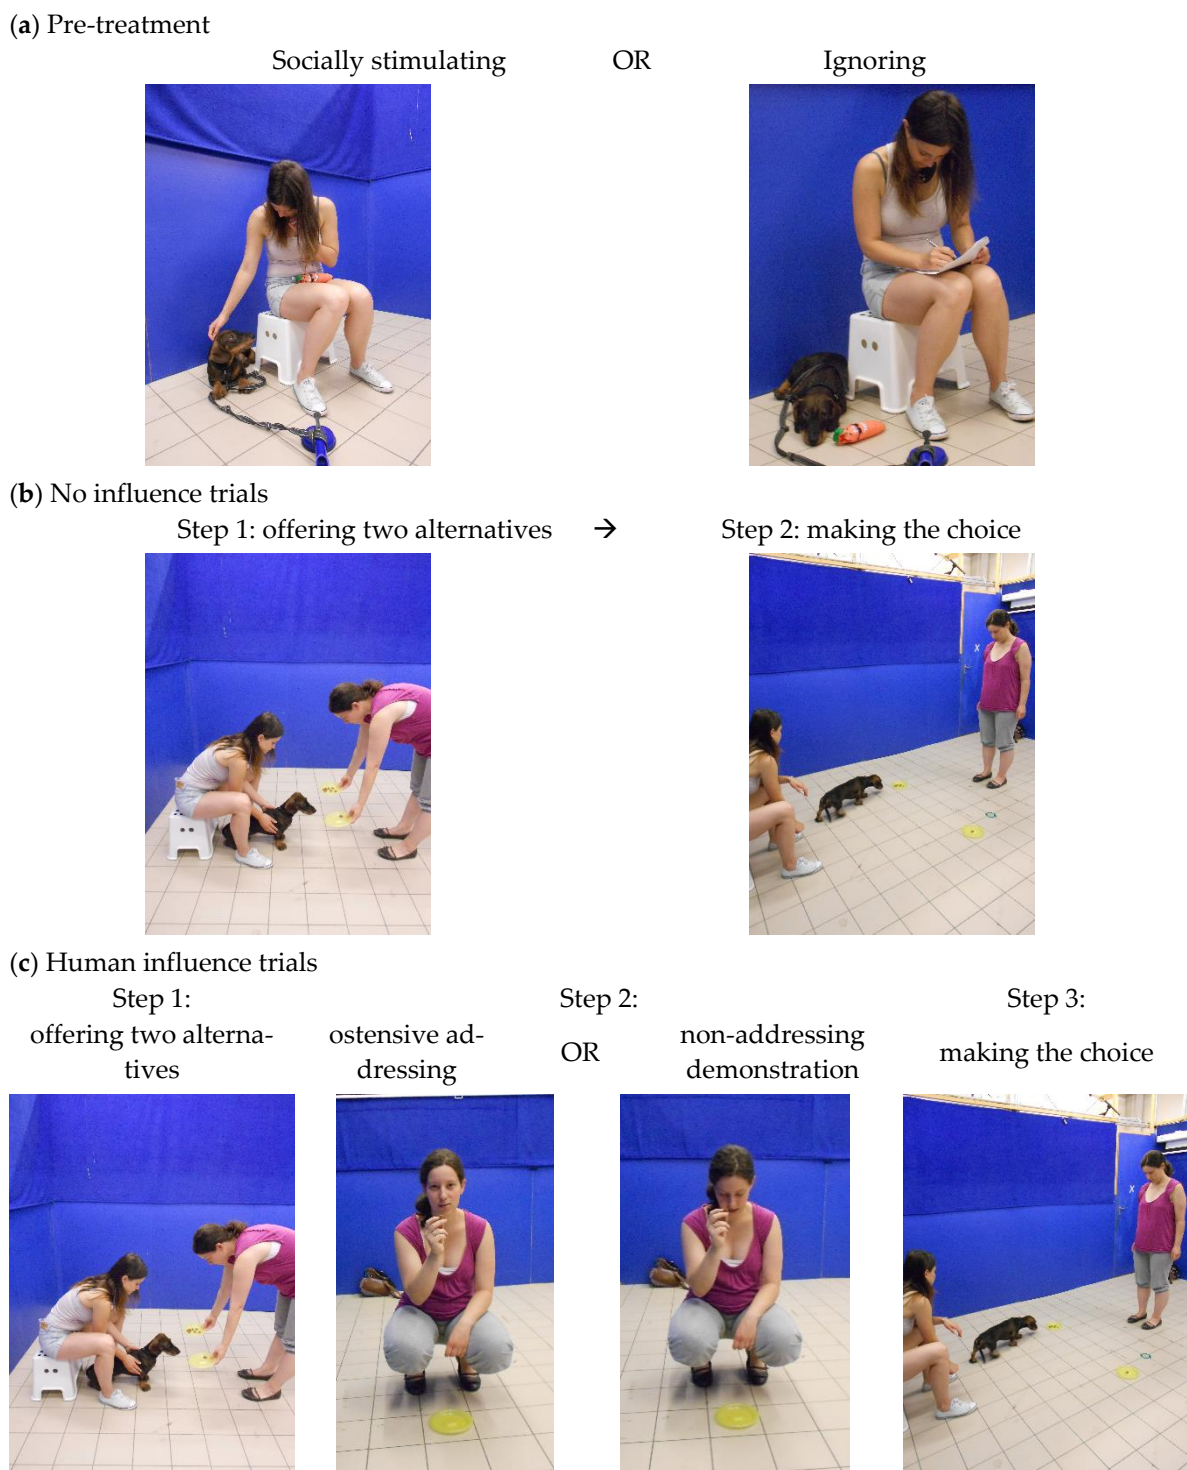 (a) Pre-treatment
Socially stimulating OR Ignoring
(b) No influence trials
Step 1: offering two alternatives → Step 2: making the choice
(c) Human influence trials
Step 1: Step 2: Step 3:
offering two alterna-
tives
ostensive ad-
dressing
OR
non-addressing
demonstration
making the choice
X
X